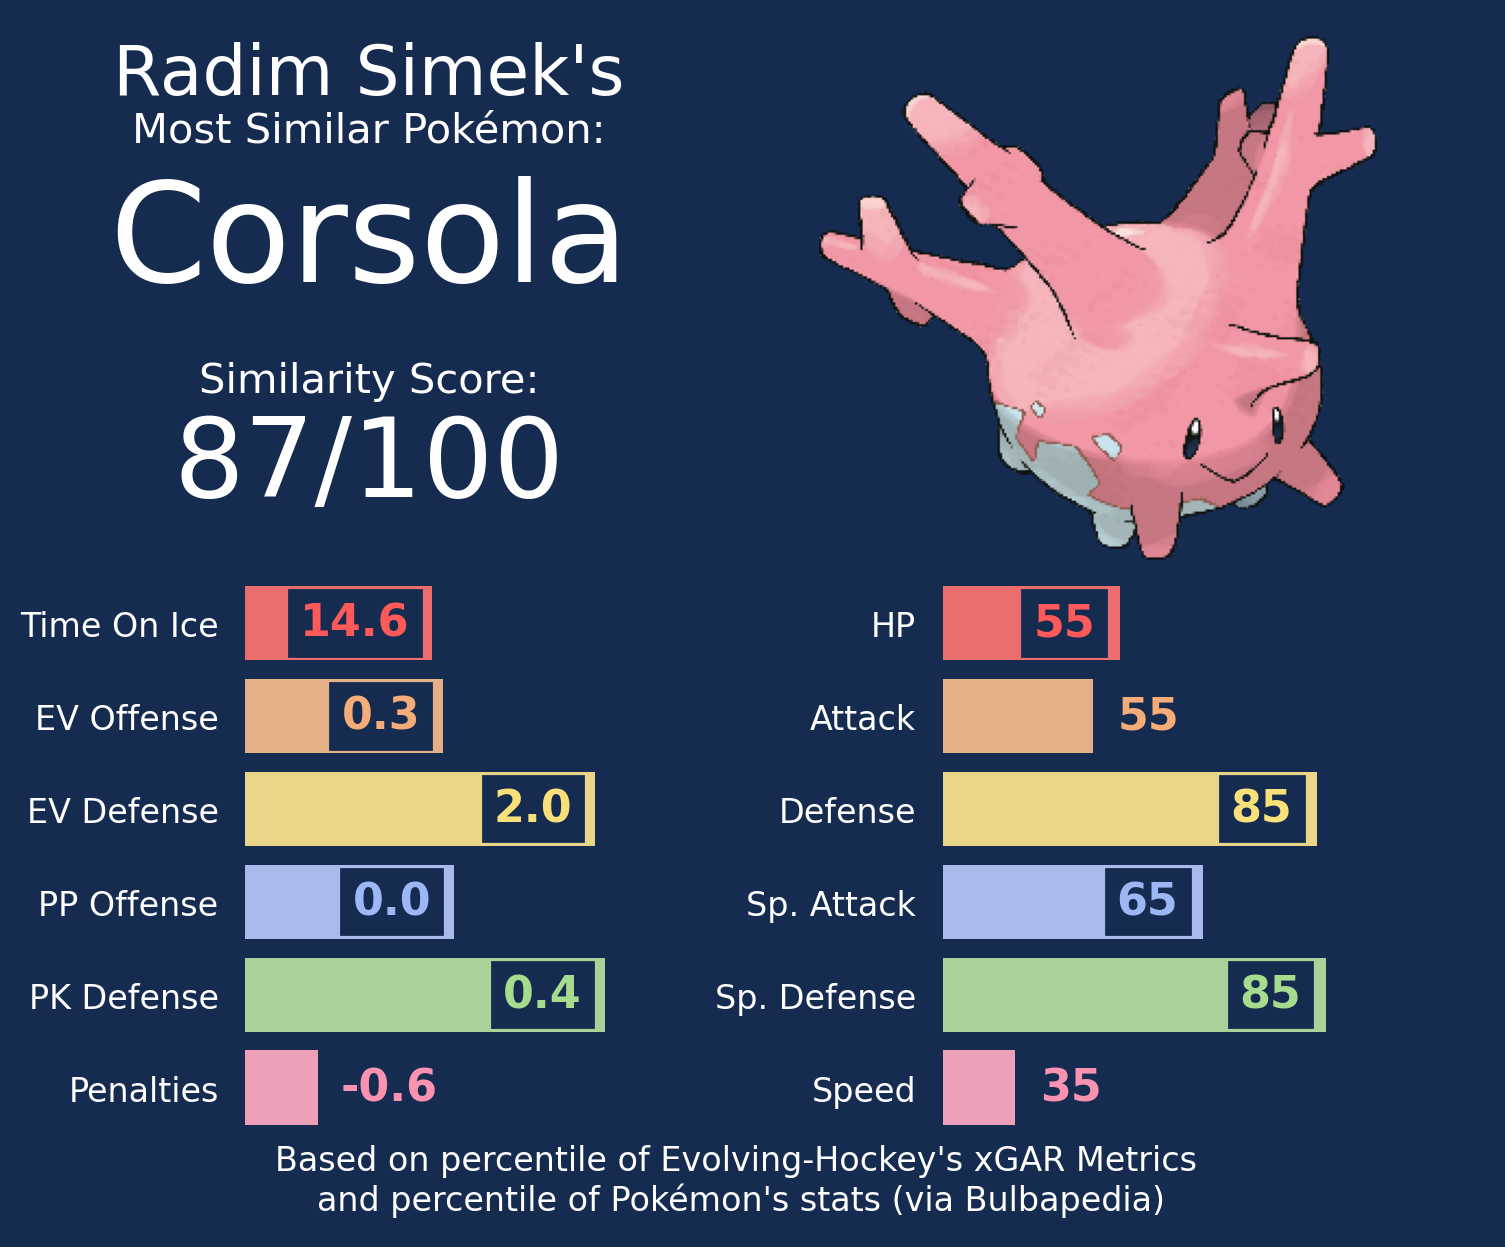 Radim Simek's
Most Similar Pokémon:
Corsola
Similarity Score:
87/100
Time On Ice 14.6
EV Offense 0.3
EV Defense 2.0
PP Offense 0.0
PK Defense 0.4
Penalties -0.6
HP 55
Attack 55
Defense 85
Sp. Attack 65
Sp. Defense 85
Speed 35
Based on percentile of Evolving-Hockey's xGAR Metrics
and percentile of Pokémon's stats (via Bulbapedia)